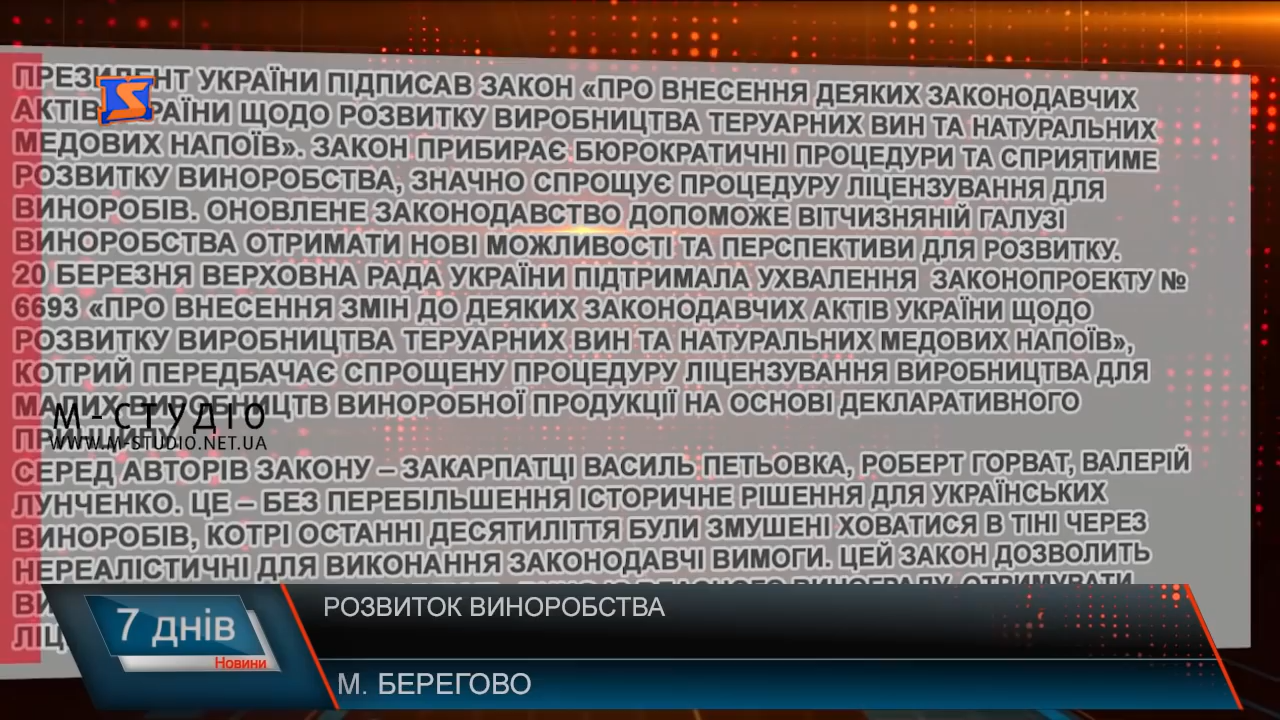 ПРЕЗИДЕНТ УКРАЇНИ ПІДПИСАВ ЗАКОН «ПРО ВНЕСЕННЯ ДЕЯКИХ ЗАКОНОДАВЧИХ
АКТІВ УКРАЇНИ ЩОДО РОЗВИТКУ ВИРОБНИЦТВА ТЕРУАРНИХ ВИН ТА НАТУРАЛЬНИХ
МЕДОВИХ НАПОЇВ». ЗАКОН ПРИБИРАЄ БЮРОКРАТИЧНІ ПРОЦЕДУРИ ТА СПРИЯТИМЕ
РОЗВИТКУ ВИНОРОБСТВА, ЗНАЧНО СПРОЩУЄ ПРОЦЕДУРУ ЛІЦЕНЗУВАННЯ ДЛЯ
ВИНОРОБІВ. ОНОВЛЕНЕ ЗАКОНОДАВСТВО ДОПОМОЖЕ ВІТЧИЗНЯНІЙ ГАЛУЗІ
ВИНОРОБСТВА ОТРИМАТИ НОВІ МОЖЛИВОСТІ ТА ПЕРСПЕКТИВИ ДЛЯ РОЗВИТКУ.
20 БЕРЕЗНЯ ВЕРХОВНА РАДА УКРАЇНИ ПІДТРИМАЛА УХВАЛЕННЯ ЗАКОНОПРОЕКТУ №
6693 «ПРО ВНЕСЕННЯ ЗМІН ДО ДЕЯКИХ ЗАКОНОДАВЧИХ АКТІВ УКРАЇНИ ЩОДО
РОЗВИТКУ ВИРОБНИЦТВА ТЕРУАРНИХ ВИН ТА НАТУРАЛЬНИХ МЕДОВИХ НАПОЇВ»,
КОТРИЙ ПЕРЕДБАЧАЄ СПРОЩЕНУ ПРОЦЕДУРУ ЛІЦЕНЗУВАННЯ ВИРОБНИЦТВА ДЛЯ
МАЛИХ ВИРОБНИЦТВ ВИНОРОБНОЇ ПРОДУКЦІЇ НА ОСНОВІ ДЕКЛАРАТИВНОГО
М-СТУДІО
WWW.M-STUDIO.NET.UA
СЕРЕД АВТОРІВ ЗАКОНУ – ЗАКАРПАТЦІ ВАСИЛЬ ПЕТЬОВКА, РОБЕРТ ГОРВАТ, ВАЛЕРІЙ
ЛУНЧЕНКО. ЦЕ – БЕЗ ПЕРЕБІЛЬШЕННЯ ІСТОРИЧНЕ РІШЕННЯ ДЛЯ УКРАЇНСЬКИХ
ВИНОРОБІВ, КОТРІ ОСТАННІ ДЕСЯТИЛІТТЯ БУЛИ ЗМУШЕНІ ХОВАТИСЯ В ТІНІ ЧЕРЕЗ
НЕРЕАЛІСТИЧНІ ДЛЯ ВИКОНАННЯ ЗАКОНОДАВЧІ ВИМОГИ. ЦЕЙ ЗАКОН ДОЗВОЛИТЬ
ВИНОГРАДУ, ОТРИМУВАТИ
7 днів
Новини
РОЗВИТОК ВИНОРОБСТВА
М. БЕРЕГОВО